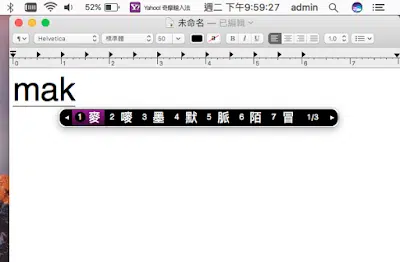 52% Yahoo! 奇摩輸入法 週二 下午9:59:27 admin
未命名 — 已編輯
Helvetica 標準體 50 a B I U 1.0
0 1 2 3 4 5 6 7
mak
1 麥 2 嘜 3 墨 4 默 5 脈 6 陌 7 冒 1/3